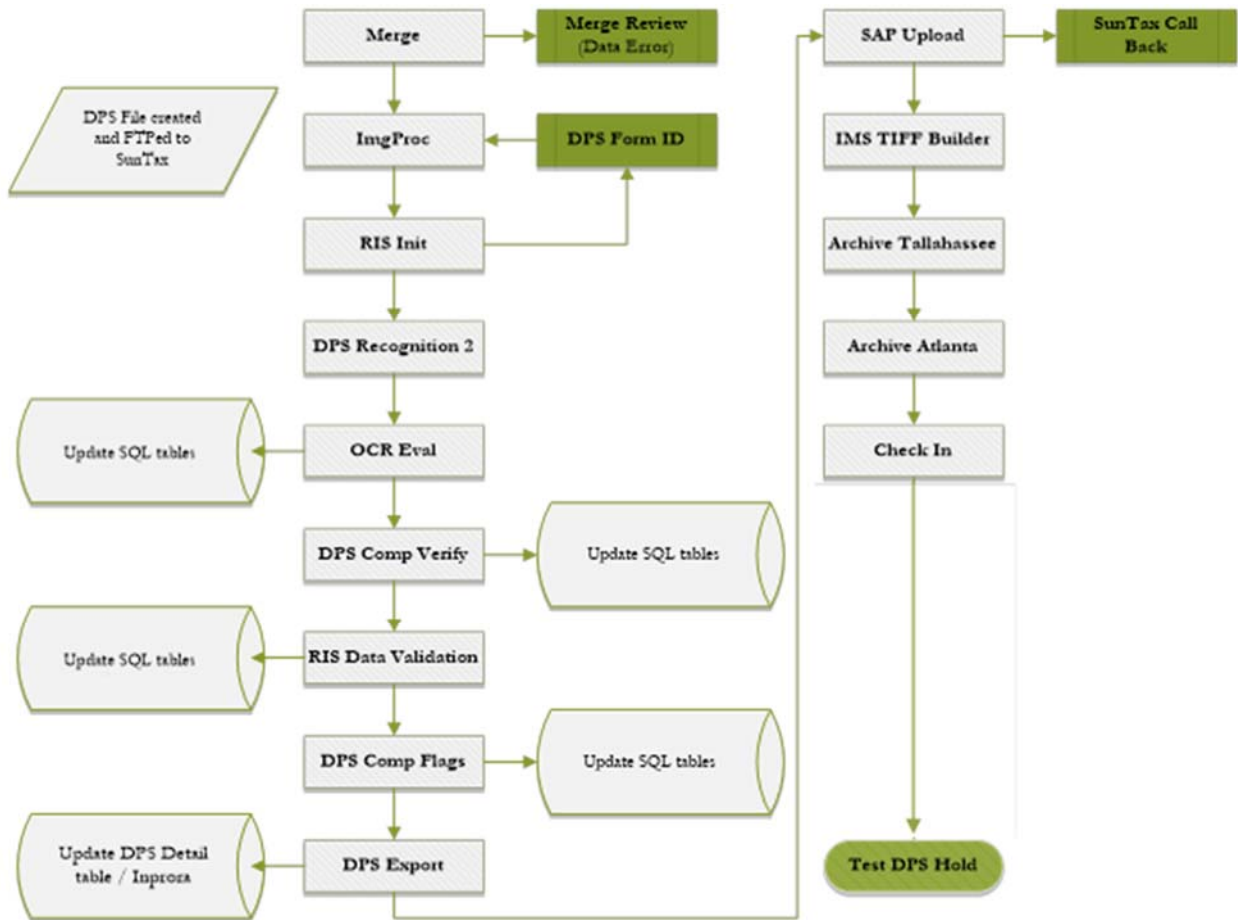 Merge
Merge Review
(Data Error)
SAP Upload
SunTax Call
Back
DPS File created
and FTPed to
SunTax
ImgProc
DPS Form ID
IMS TIFF Builder
RIS Init
Archive Tallahassee
DPS Recognition 2
Archive Atlanta
Update SQL tables
OCR Eval
Check In
DPS Comp Verify
Update SQL tables
Update SQL tables
RIS Data Validation
DPS Comp Flags
Update SQL tables
Update DPS Detail
table / Inprora
DPS Export
Test DPS Hold